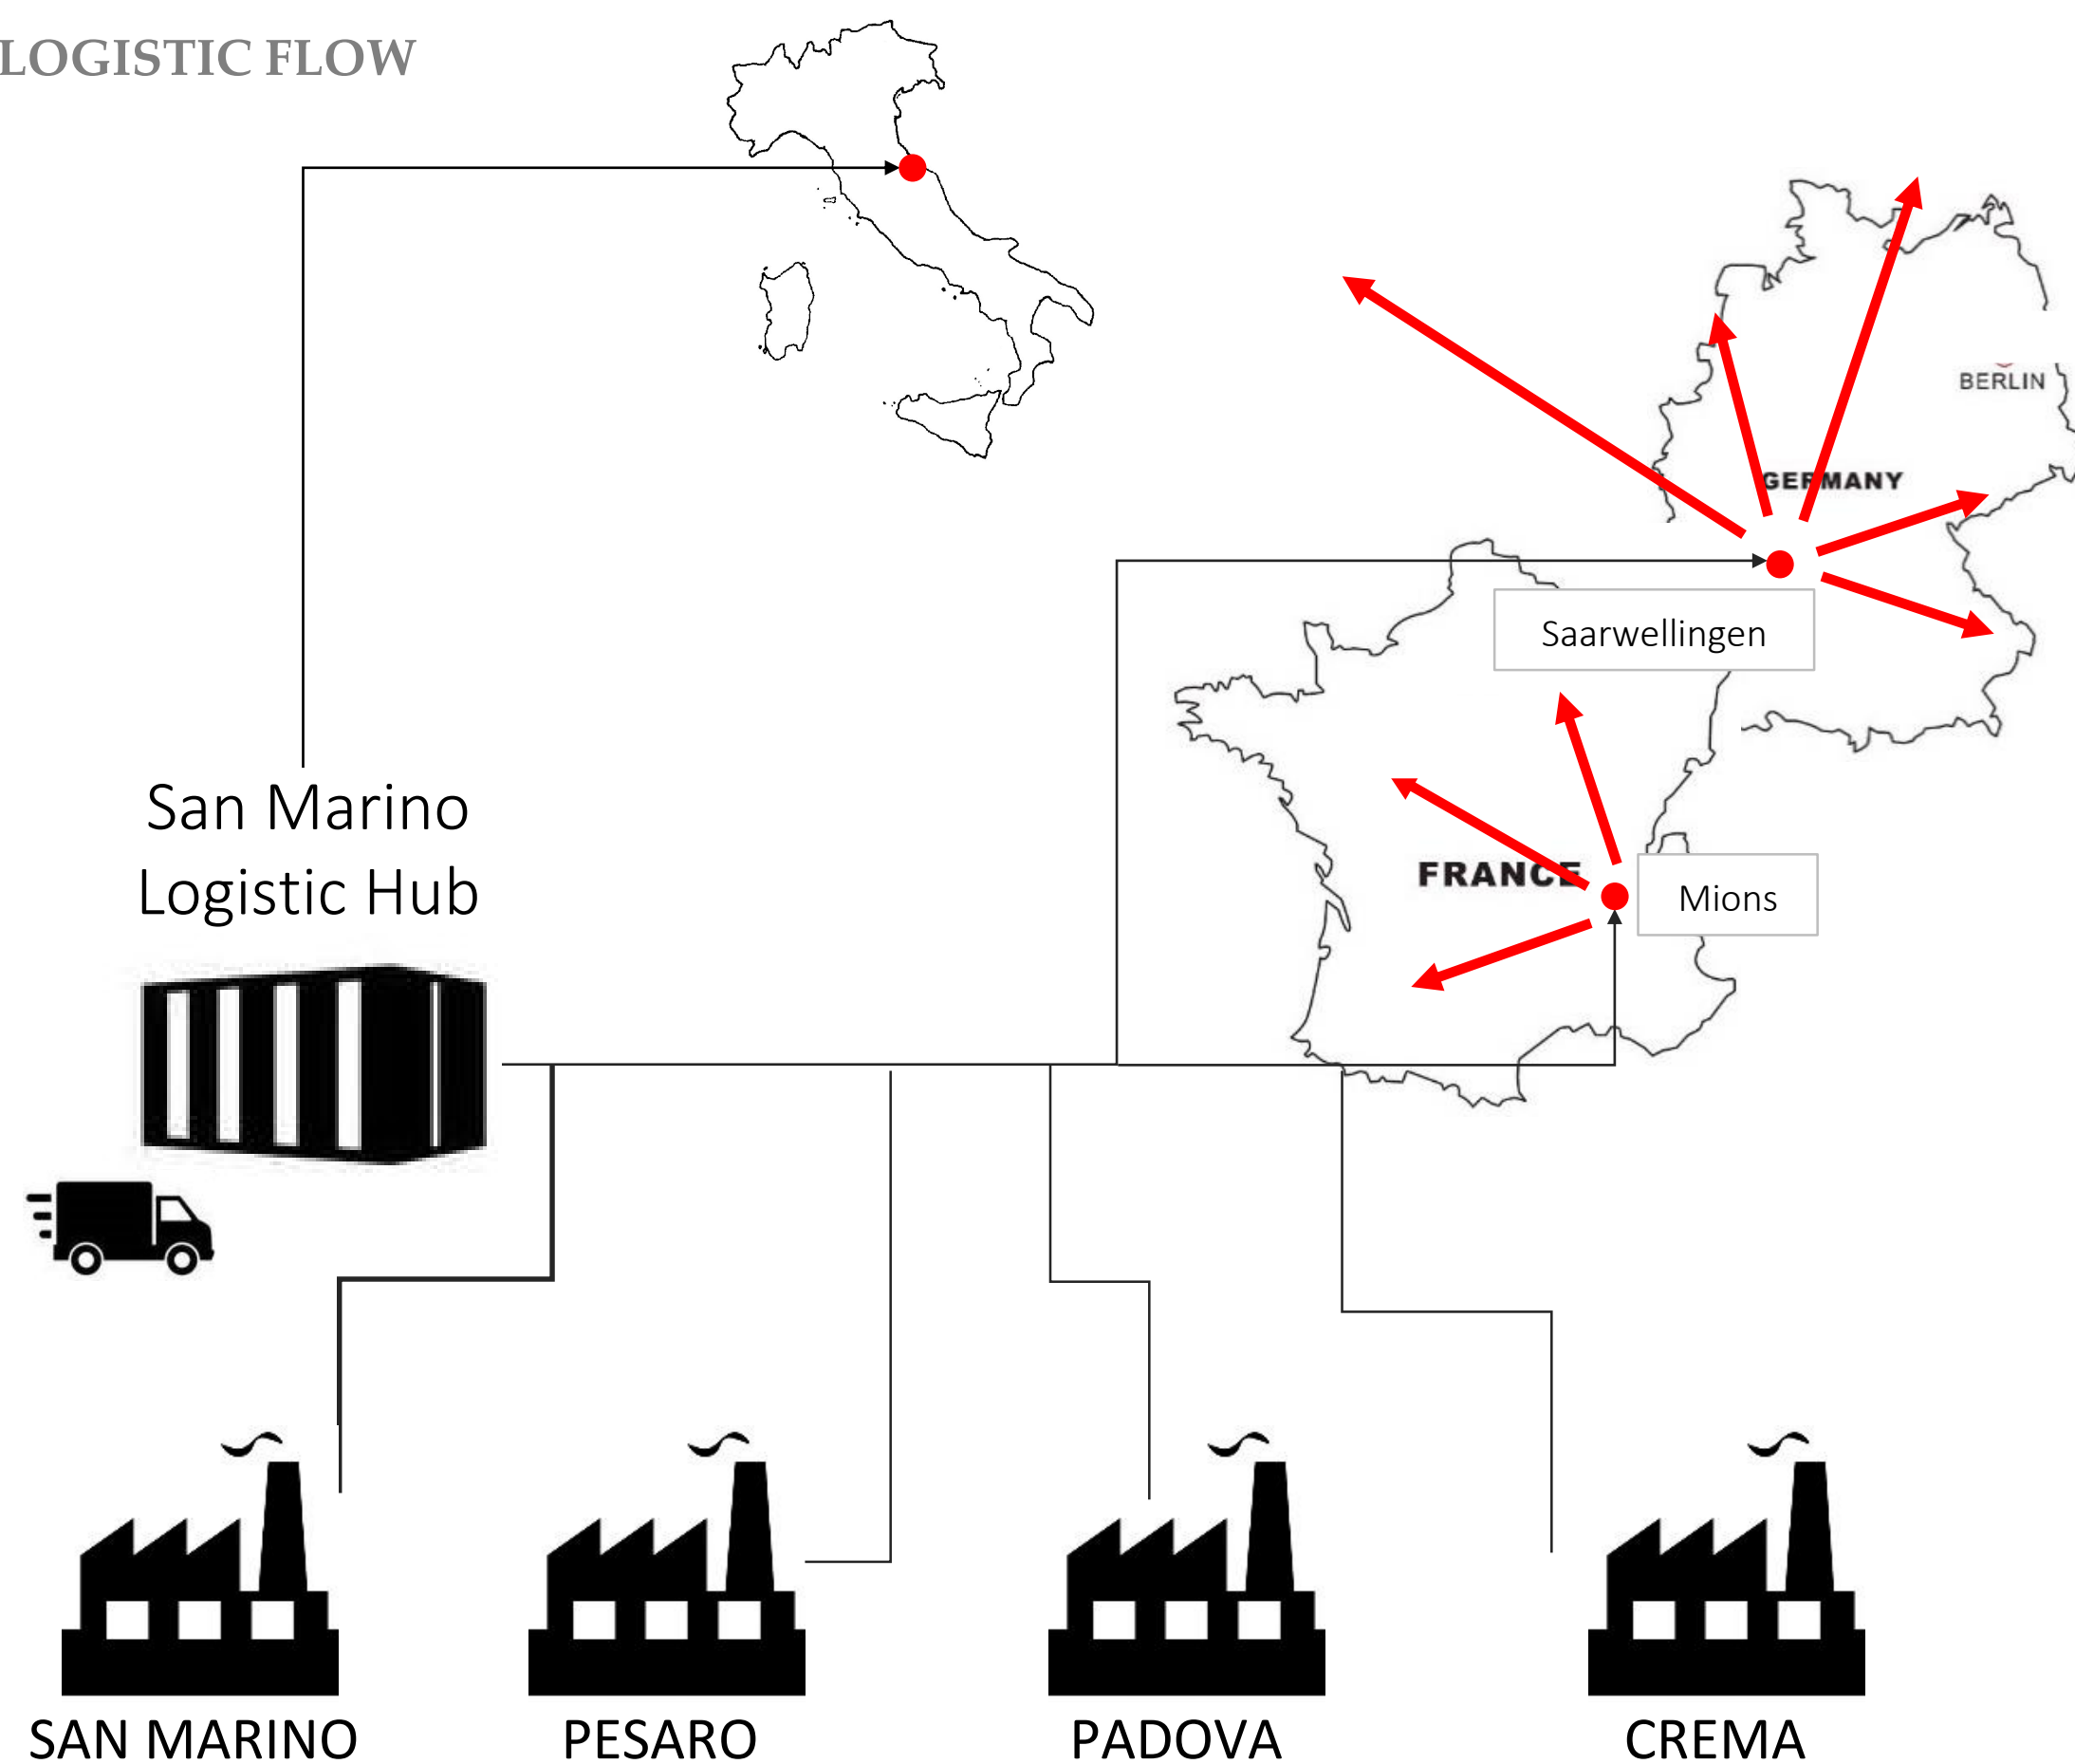 LOGISTIC FLOW
BERLIN
GERMANY
Saarwellingen
San Marino
Logistic Hub
FRANCE
Mions
SAN MARINO
PESARO
PADOVA
CREMA